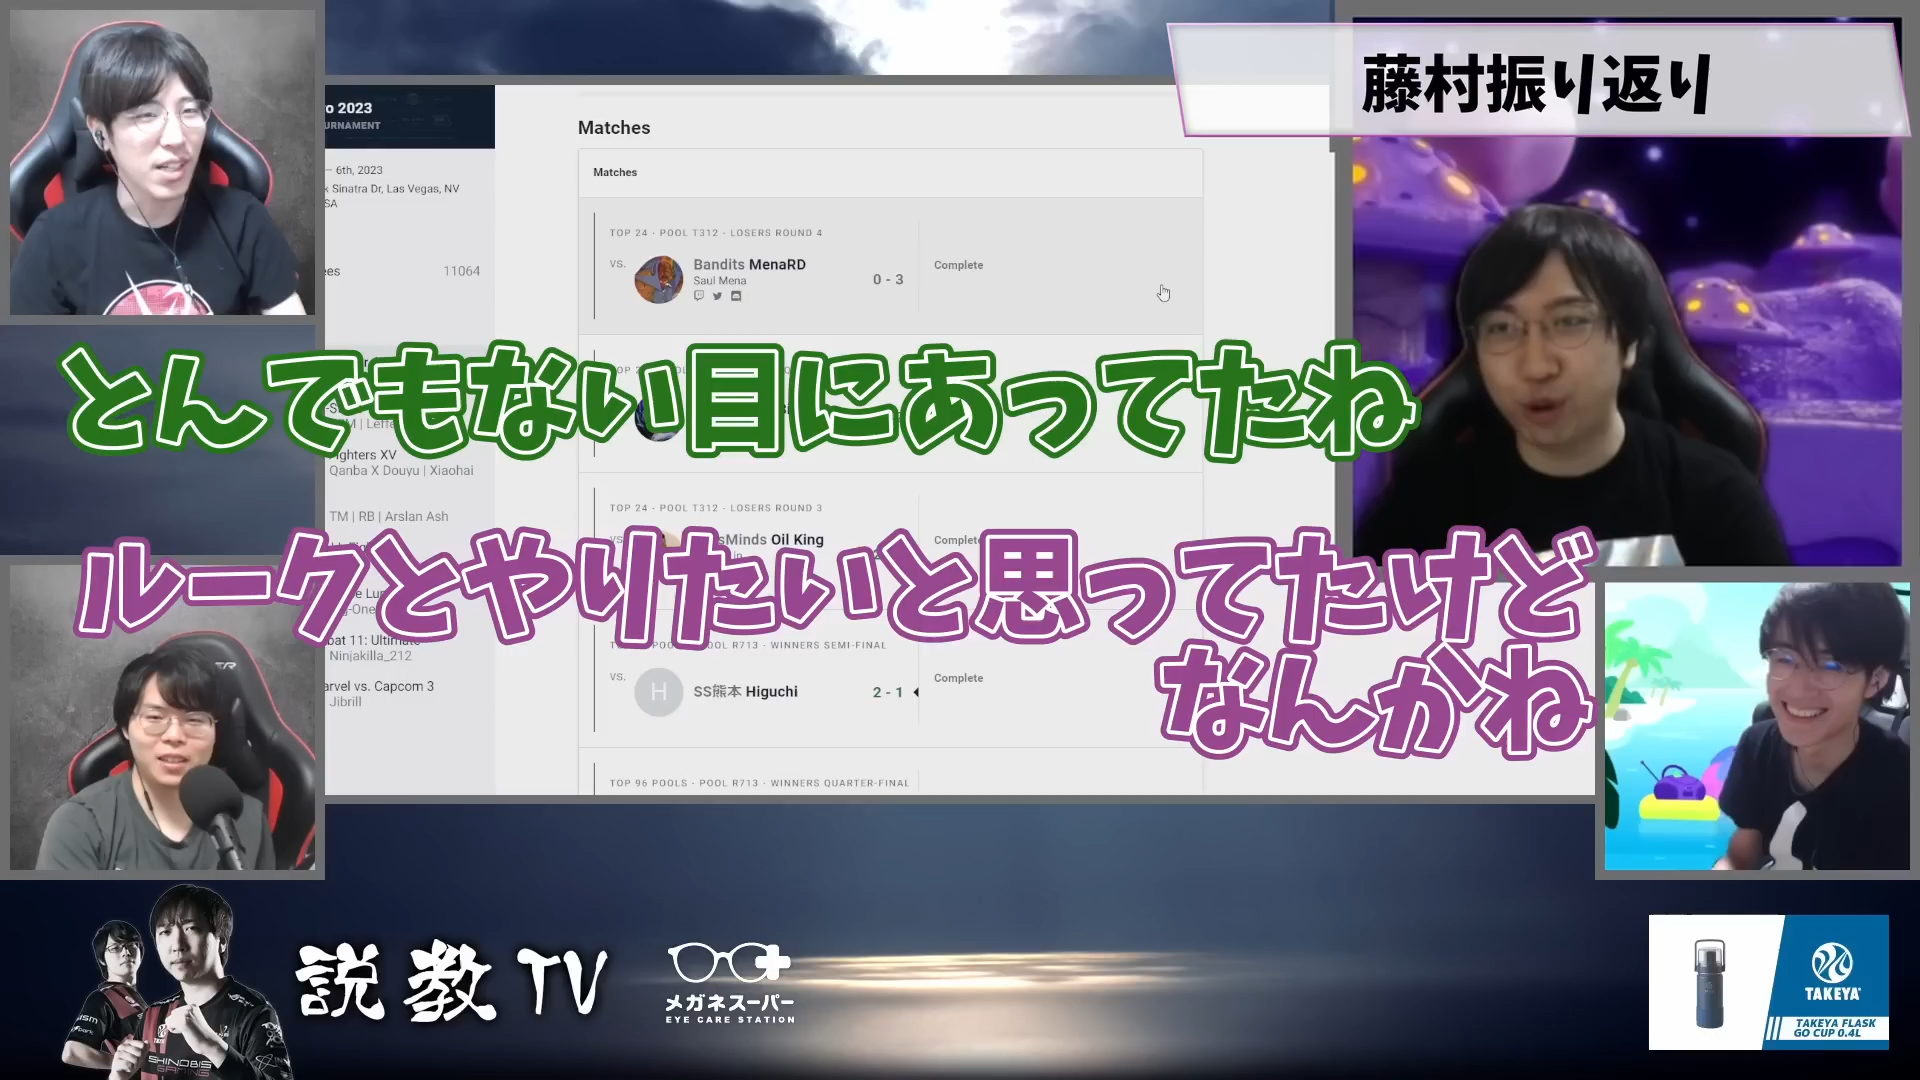 藤村振り返り
o 2023
URNAMENT
– 6th, 2023
Sinatra Dr, Las Vegas, NV
SA
ees 11064
Matches
Matches
TOP 24 - POOL T312 - LOSERS ROUND 4
VS.
Bandits MenaRD
Saul Mena
0 - 3
Complete
とんでもない目にあってたね
ighters XV
Qanba X Douyu | Xiaohai
TM | RB | Arslan Ash
TOP 24 - POOL T312 - LOSERS ROUND 3
sMinds Oil King
Complete
ルークとやりたいと思ってたけど
なんかね
bat 11: Ultimate
Ninjakilla_212
arvel vs. Capcom 3
Jibrill
POOL R713 - WINNERS SEMI-FINAL
VS.
H
SS熊本 Higuchi
2 - 1
Complete
TOP 96 POOLS - POOL R713 - WINNERS QUARTER-FINAL
説教TV
メガネスーパー
EYE CARE STATION
SHINOBISM
GAMING
TAKEYA
TAKEYA FLASK
GO CUP 0.4L